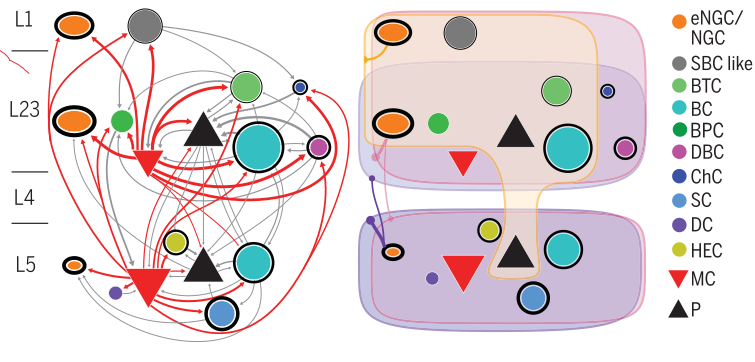 L1
L23
L4
L5
eNGC/
NGC
SBC like
BTC
BC
BPC
DBC
ChC
SC
DC
HEC
MC
P